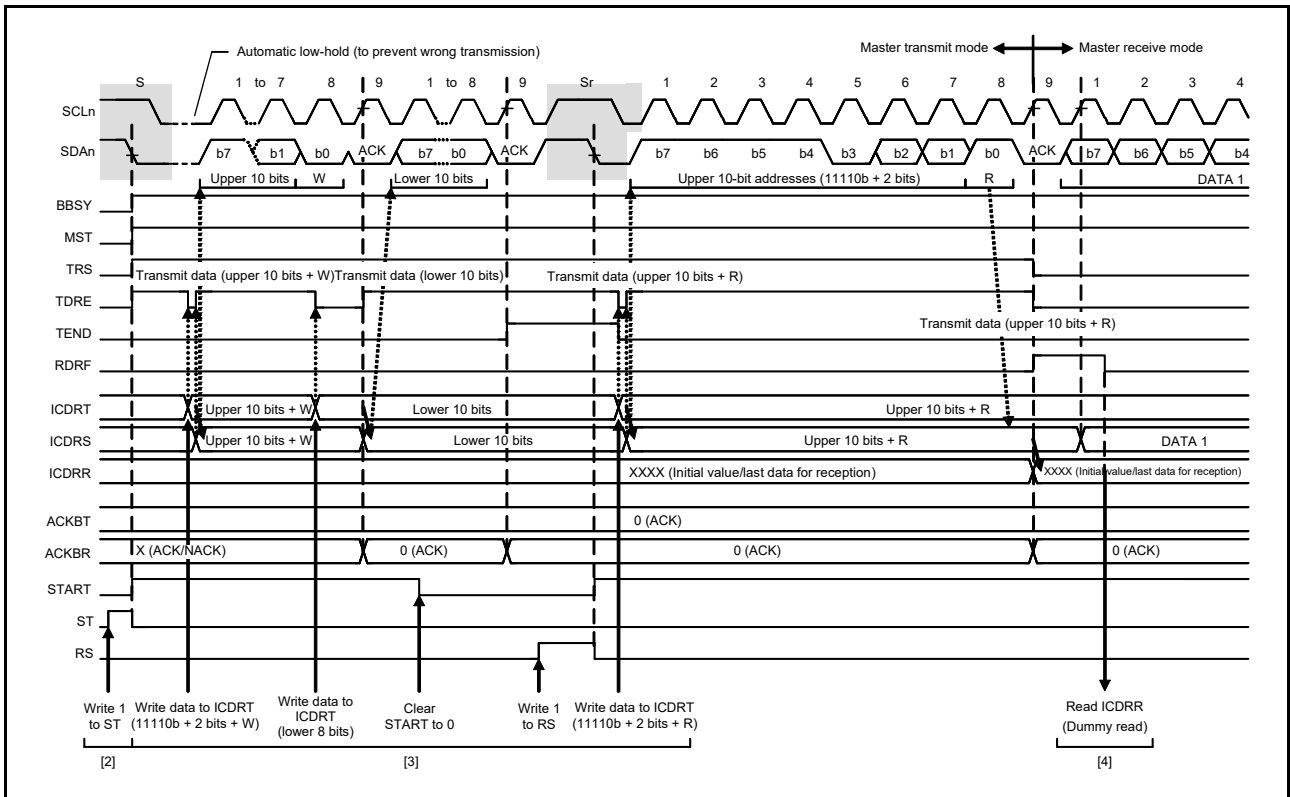 Automatic low-hold (to prevent wrong transmission)
Master transmit mode
Master receive mode
S 1 to 7 8 9 1 to 8 9 Sr 1 2 3 4 5 6 7 8 9 1 2 3 4
SCLn
SDAn b7 b1 b0 ACK b7 b0 ACK b7 b6 b5 b4 b3 b2 b1 b0 ACK b7 b6 b5 b4
Upper 10 bits W Lower 10 bits Upper 10-bit addresses (11110b + 2 bits) R DATA 1
BBSY
MST
TRS
Transmit data (upper 10 bits + W) Transmit data (lower 10 bits) Transmit data (upper 10 bits + R)
TDRE
Transmit data (upper 10 bits + R)
TEND
RDRF
ICDRT Upper 10 bits + W Lower 10 bits Upper 10 bits + R
ICDRS Upper 10 bits + W Lower 10 bits Upper 10 bits + R DATA 1
ICDRR XXXX (Initial value/last data for reception) XXXX (Initial value/last data for reception)
ACKBT 0 (ACK)
ACKBR X (ACK/NACK) 0 (ACK) 0 (ACK) 0 (ACK)
START
ST
RS
Write 1
to ST
Write data to ICDRT
(11110b + 2 bits + W)
Write data to
ICDRT
(lower 8 bits)
Clear
START to 0
Write 1
to RS
Write data to ICDRT
(11110b + 2 bits + R)
Read ICDRR
(Dummy read)
[2] [3] [4]